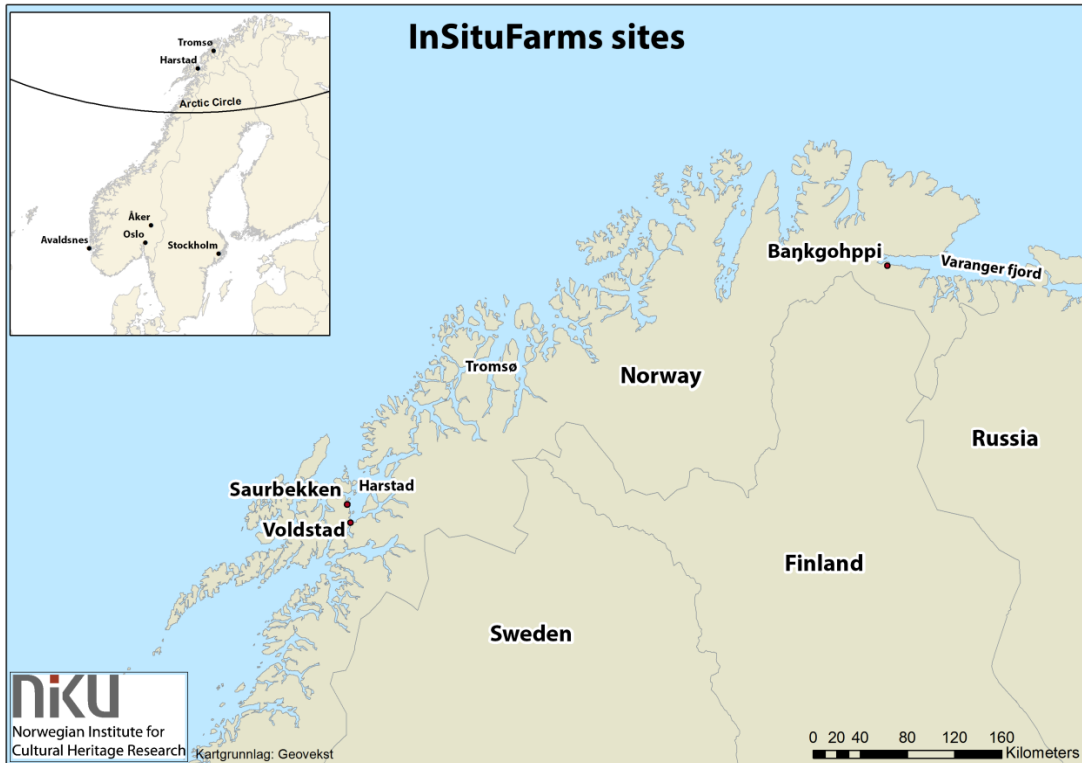 InSituFarms sites
Tromsø
Harstad
Arctic Circle
Åker
Oslo
Avaldsnes
Stockholm
Baŋkgohppi
Varanger fjord
Tromsø
Norway
Russia
Saurbekken
Harstad
Voldstad
Finland
Sweden
niku
Norwegian Institute for
Cultural Heritage Research
Kartgrunnlag: Geovekst
0 20 40 80 120 160
Kilometers